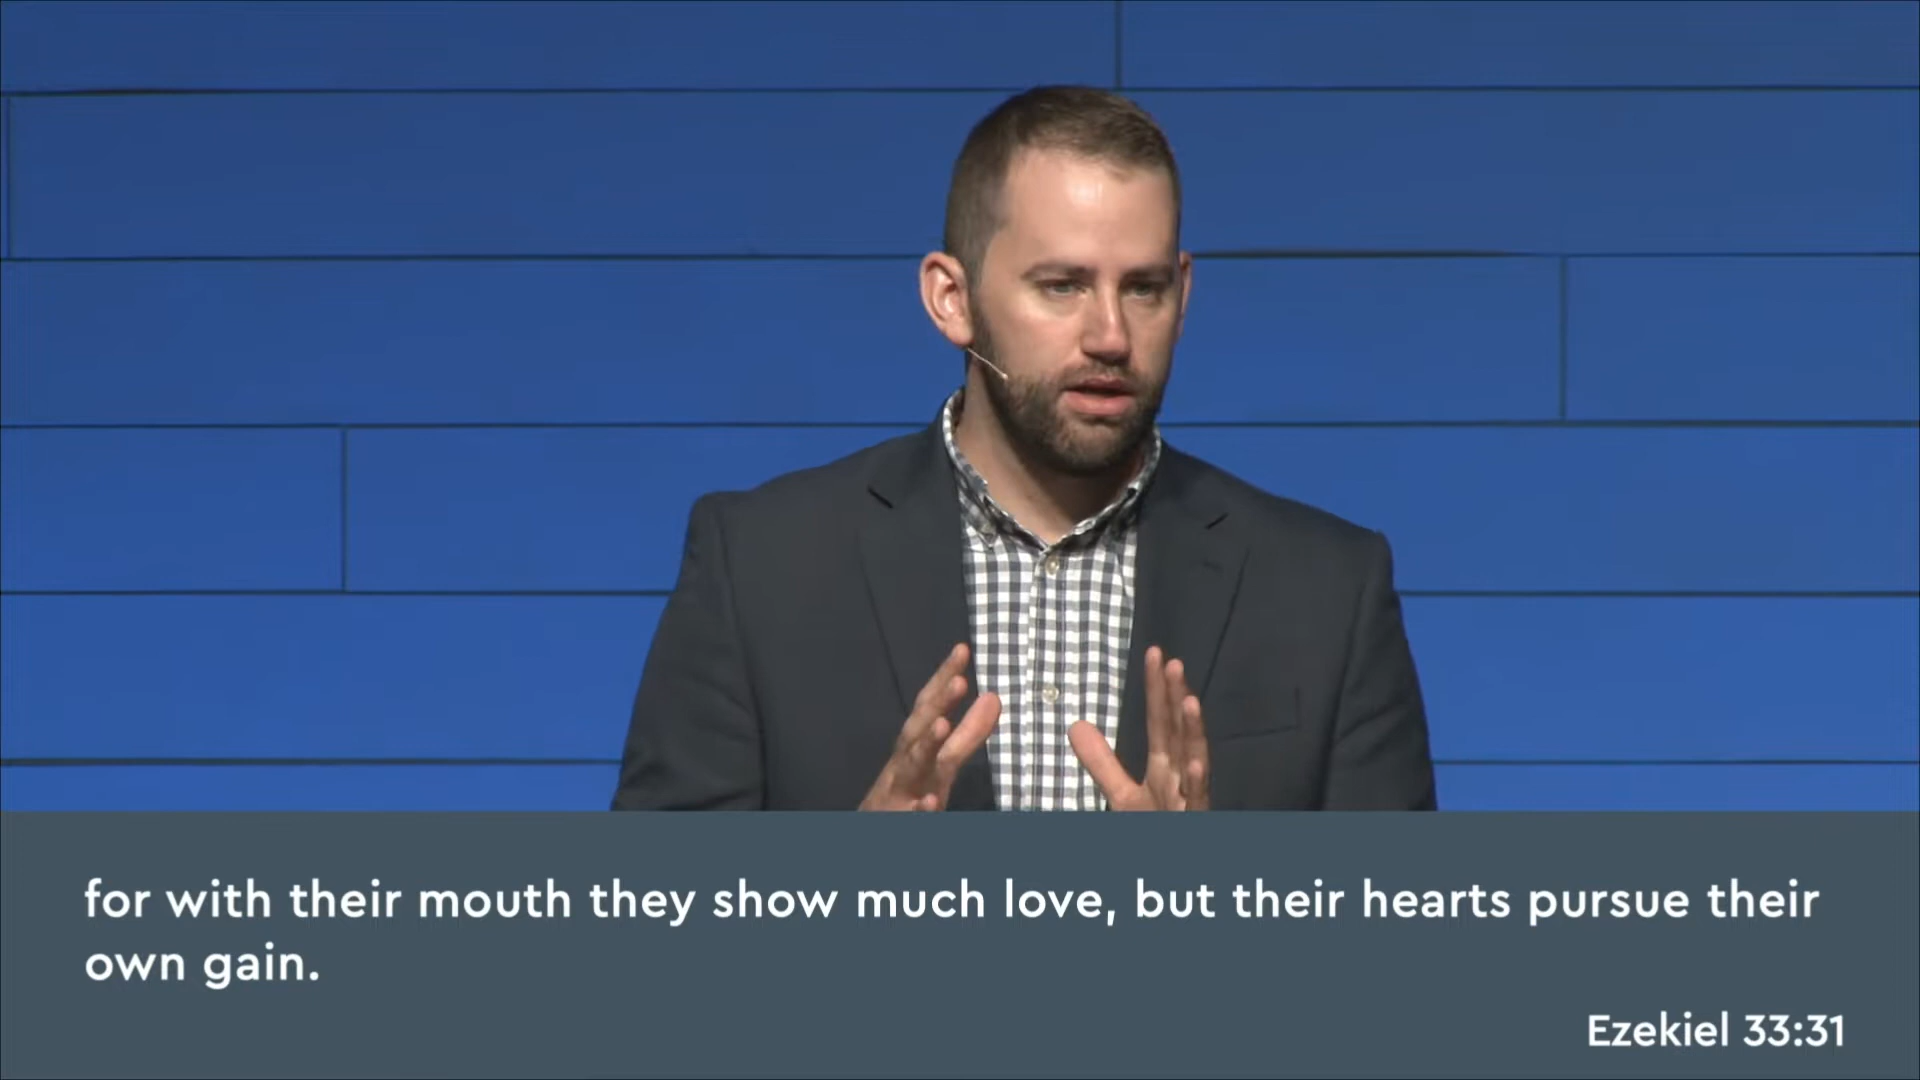 for with their mouth they show much love, but their hearts pursue their
own gain.
Ezekiel 33:31